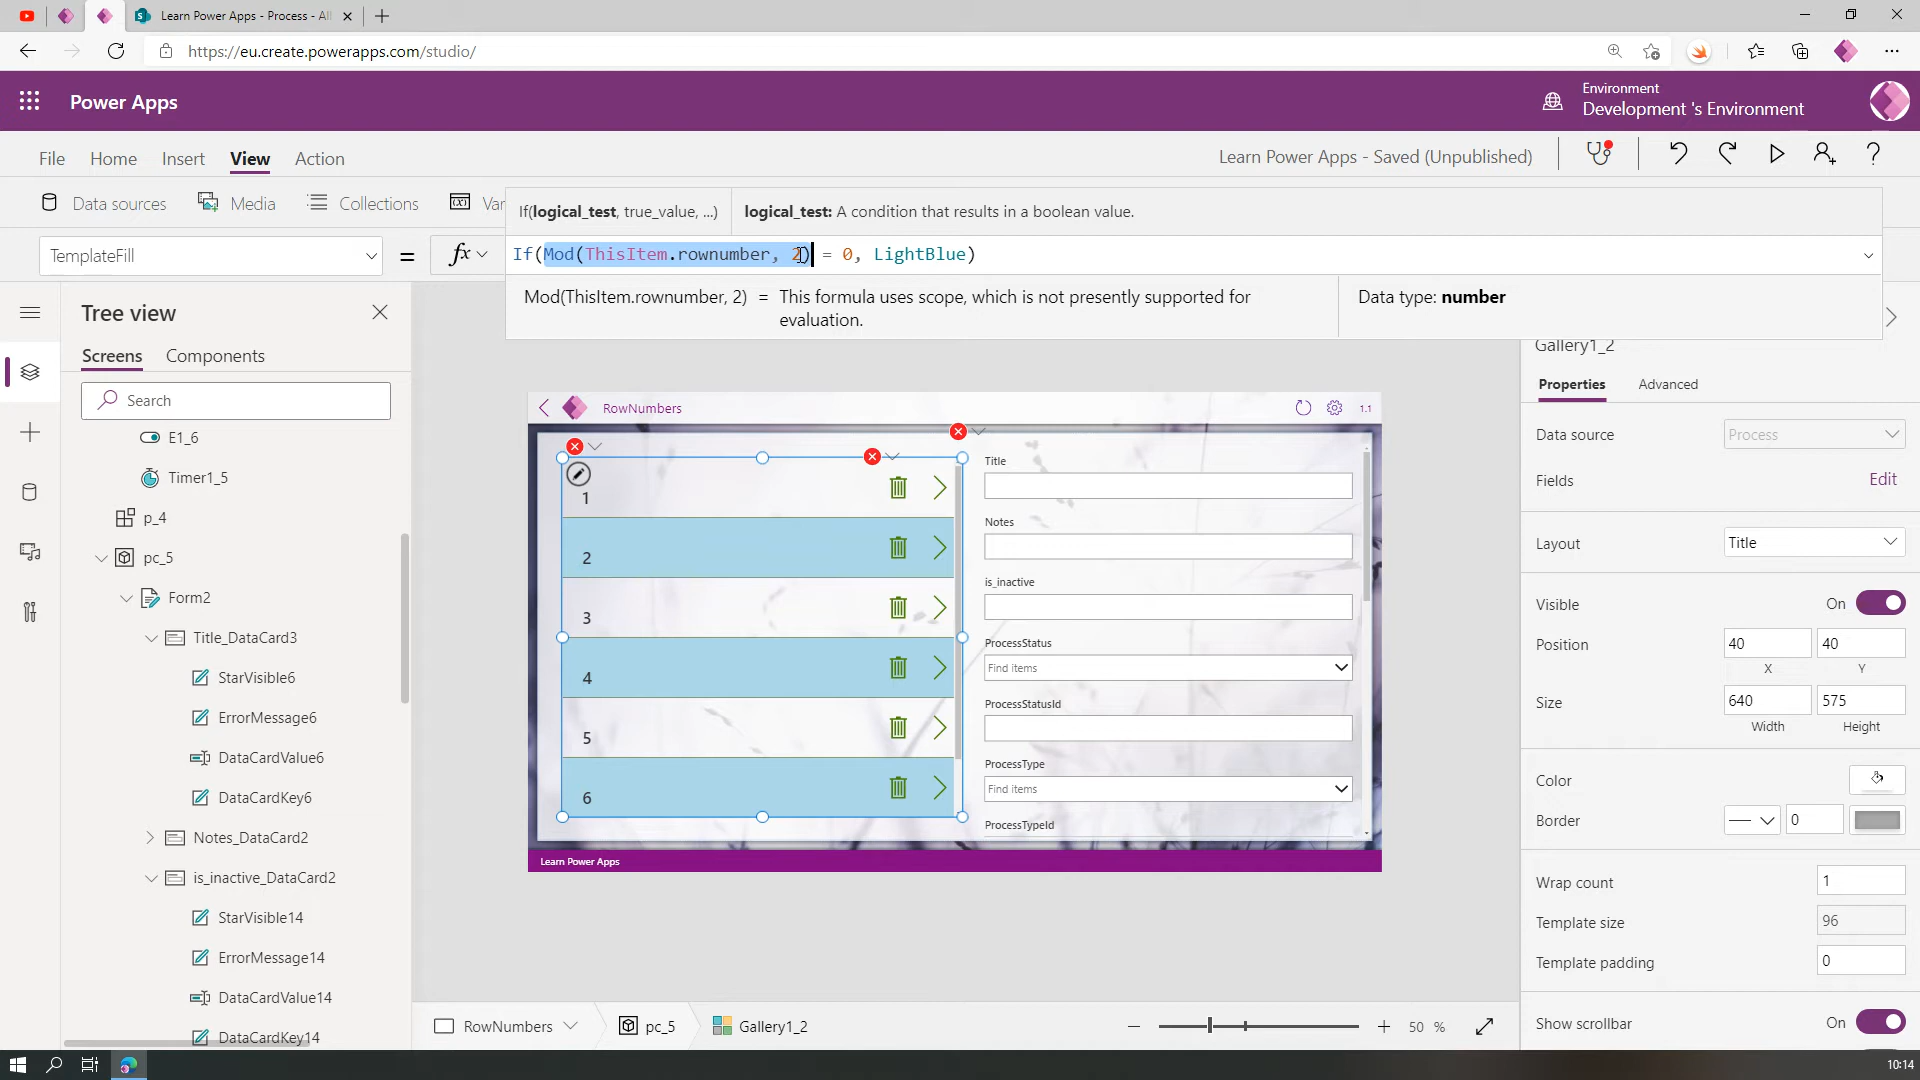 Learn Power Apps - Process - All
https://eu.create.powerapps.com/studio/
Power Apps
Environment
Development 's Environment
File
Home
Insert
View
Action
Learn Power Apps - Saved (Unpublished)
Data sources
Media
Collections
Var
If(logical_test, true_value, ...)
logical_test: A condition that results in a boolean value.
TemplateFill
=
fx
If(Mod(ThisItem.rownumber, 2) = 0, LightBlue)
Mod(ThisItem.rownumber, 2) = This formula uses scope, which is not presently supported for
evaluation.
Data type: number
Tree view
Screens
Components
Search
E1_6
Timer1_5
p_4
pc_5
Form2
Title_DataCard3
StarVisible6
ErrorMessage6
DataCardValue6
DataCardKey6
Notes_DataCard2
is_inactive_DataCard2
StarVisible14
ErrorMessage14
DataCardValue14
DataCardKey14
RowNumbers
1.1
1
2
3
4
5
6
Title
Notes
is_inactive
ProcessStatus
Find items
ProcessStatusId
ProcessType
Find items
ProcessTypeId
Learn Power Apps
Gallery1_2
Properties
Advanced
Data source
Process
Fields
Edit
Layout
Title
Visible
On
Position
40
40
X
Y
Size
640
575
Width
Height
Color
Border
0
Wrap count
1
Template size
96
Template padding
0
Show scrollbar
On
RowNumbers
pc_5
Gallery1_2
50 %
10:14